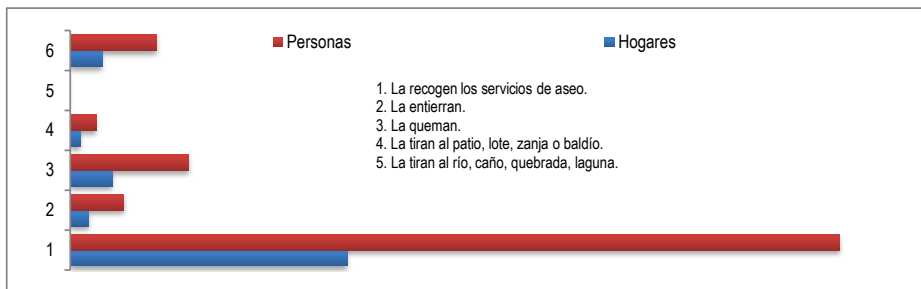 Personas
Hogares
6
5
4
3
2
1
1. La recogen los servicios de aseo.
2. La entierran.
3. La queman.
4. La tiran al patio, lote, zanja o baldío.
5. La tiran al río, caño, quebrada, laguna.